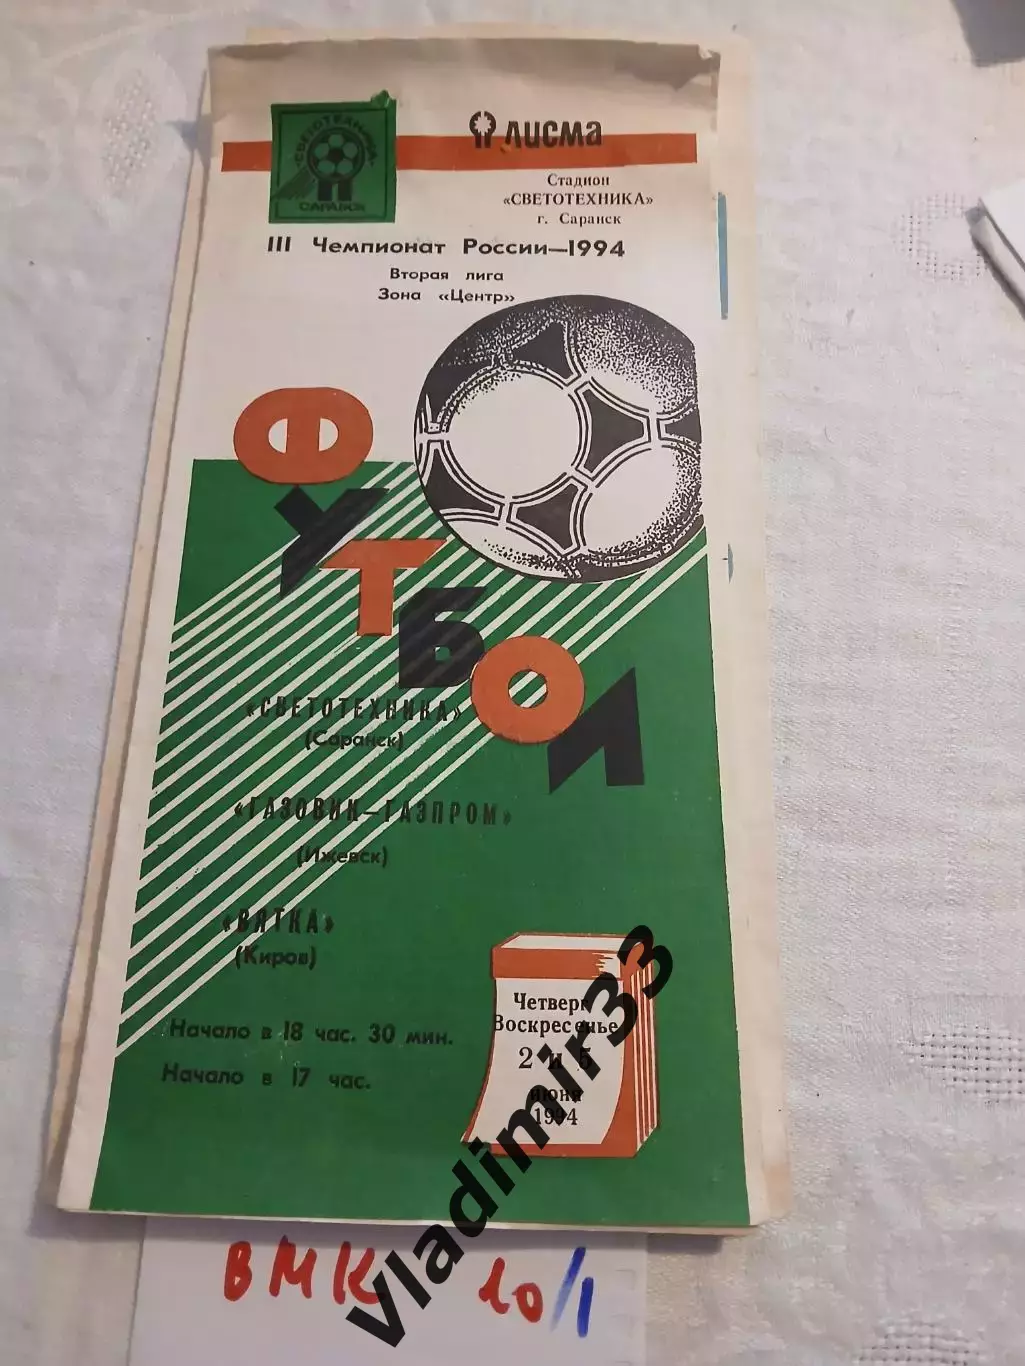 «СВЕТОТЕХНИКА»
САРАНСК
лисма
Стадион
«СВЕТОТЕХНИКА»
г. Саранск
III Чемпионат России—1994
Вторая лига
Зона «Центр»
ФУТБОЛ
«СВЕТОТЕХНИКА»
(Саранск)
«ГАЗОВИК—ГАЗПРОМ»
(Ижевск)
«ВЯТКА»
(Киров)
Начало в 18 час. 30 мин.
Начало в 17 час.
Четверг
Воскресенье
2 и 5
июня
1994
vladimir33
ВМК 10/1